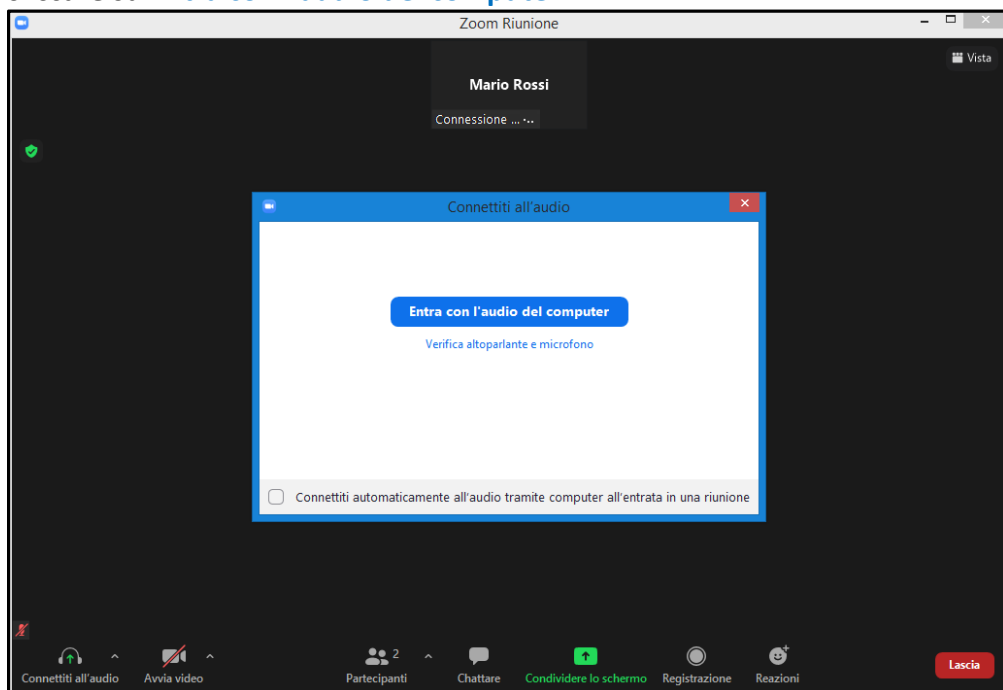 Zoom Riunione
Vista
Mario Rossi
Connessione ...
Connettiti all'audio
Entra con l'audio del computer
Verifica altoparlante e microfono
Connettiti automaticamente all'audio tramite computer all'entrata in una riunione
Connettiti all'audio Avvia video Partecipanti 2 Chattare Condividere lo schermo Registrazione Reazioni Lascia